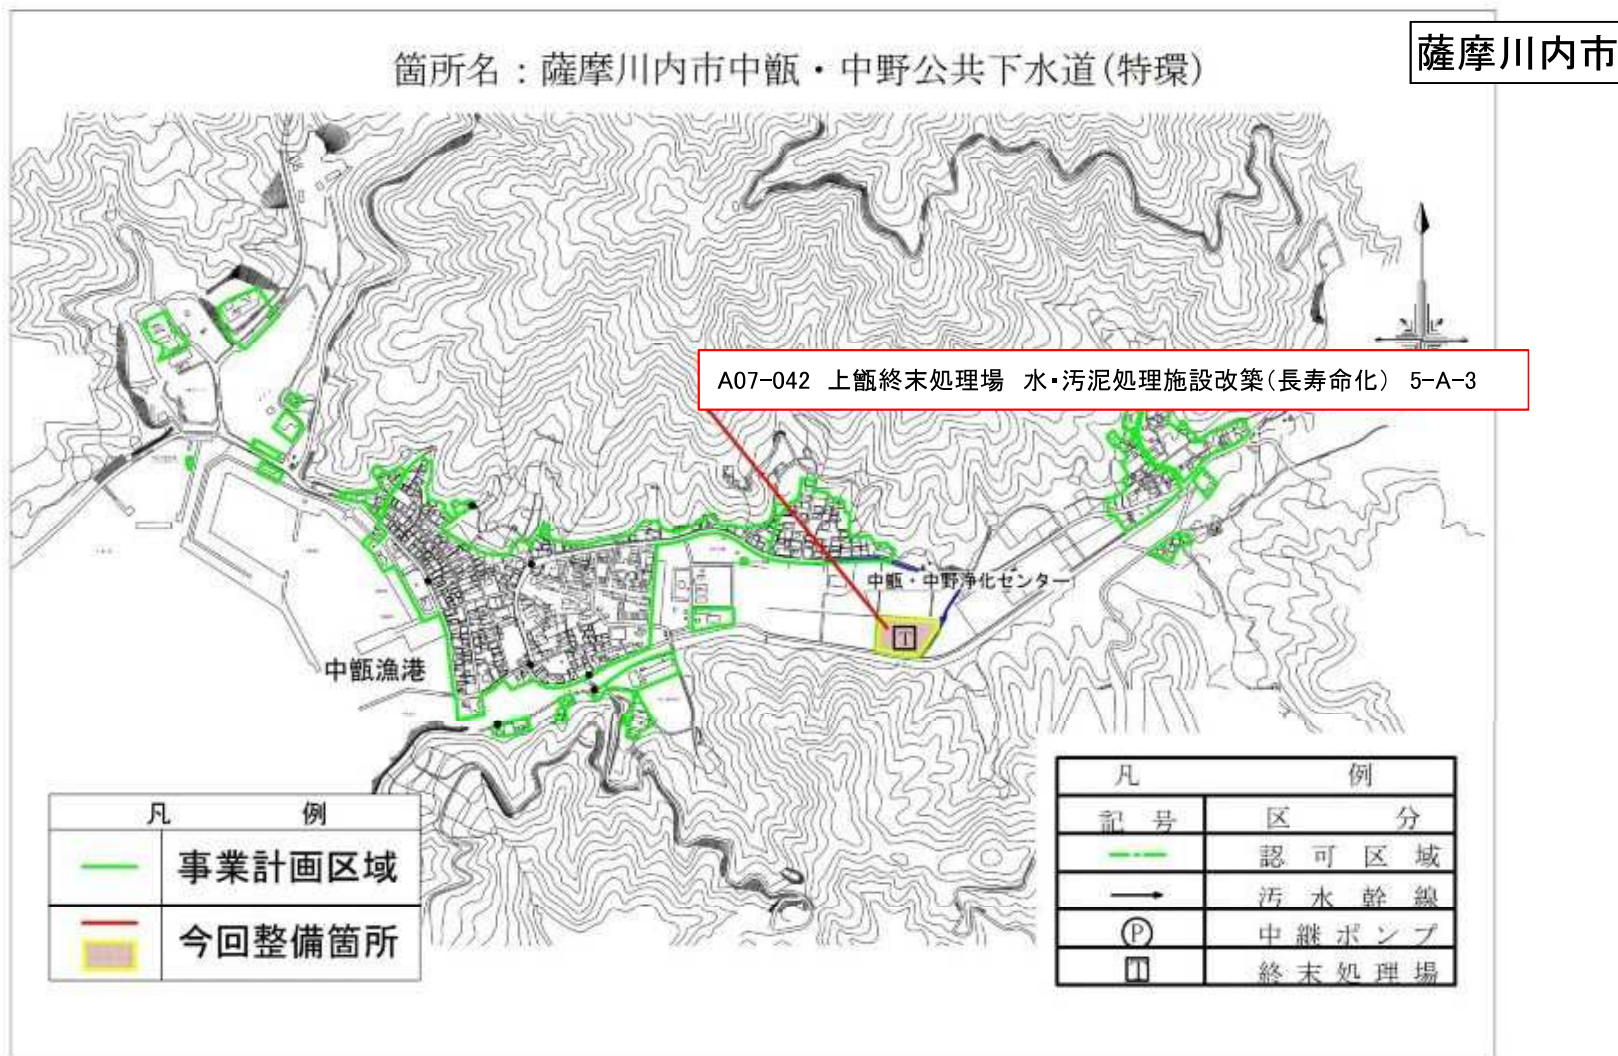 薩摩川内市
箇所名：薩摩川内市中甑・中野公共下水道(特環)
A07-042 上甑終末処理場 水・汚泥処理施設改築(長寿命化) 5-A-3
中甑・中野浄化センター
中甑漁港
凡 例
事業計画区域
今回整備箇所
凡 例
記号 区分
認可区域
汚水幹線
P 中継ポンプ
T 終末処理場
T